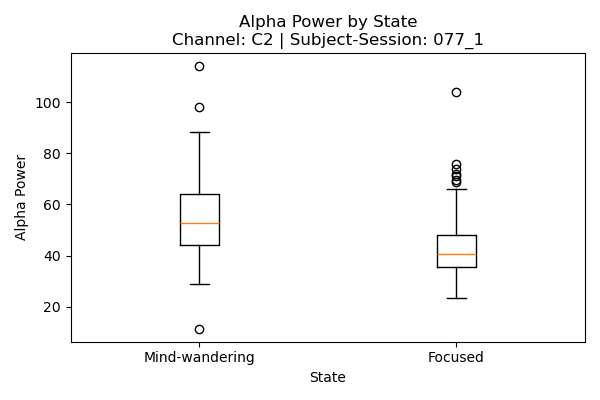 Alpha Power by State
Channel: C2 | Subject-Session: 077_1
100
80
60
40
20
Alpha Power
Mind-wandering
Focused
State